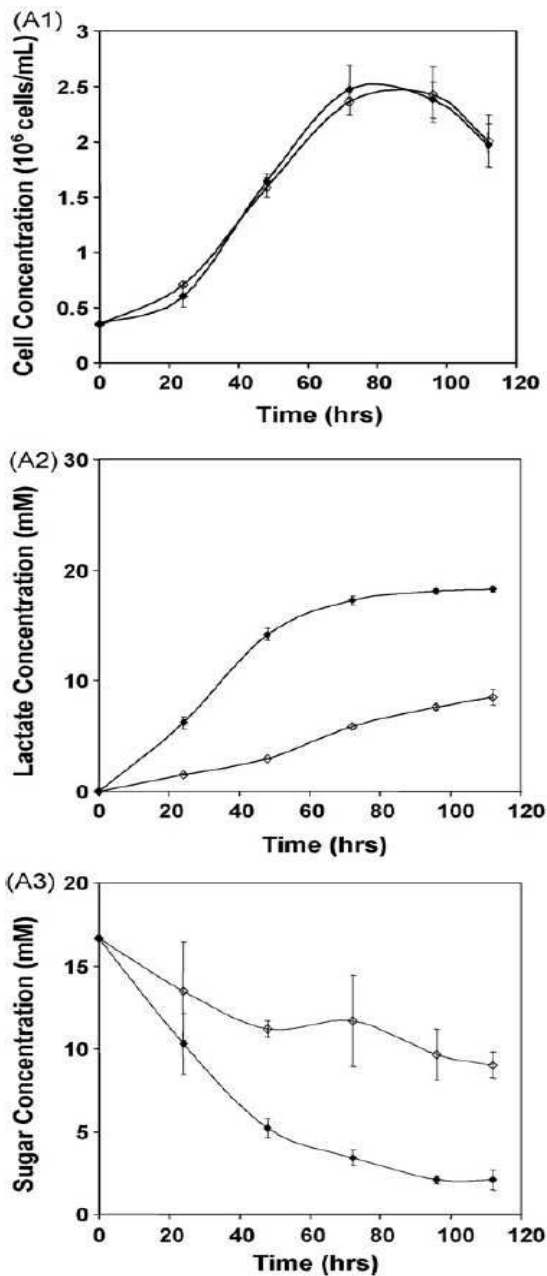 (A1)
Cell Concentration (10⁶ cells/mL)
3
2.5
2
1.5
1
0.5
0
0 20 40 60 80 100 120
Time (hrs)
(A2)
Lactate Concentration (mM)
30
20
10
0
0 20 40 60 80 100 120
Time (hrs)
(A3)
Sugar Concentration (mM)
20
15
10
5
0
0 20 40 60 80 100 120
Time (hrs)